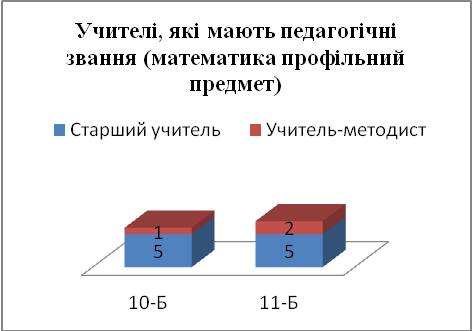 Учителі, які мають педагогічні
звання (математика профільний
предмет)
Старший учитель Учитель-методист
1 2
5 5
10-Б 11-Б